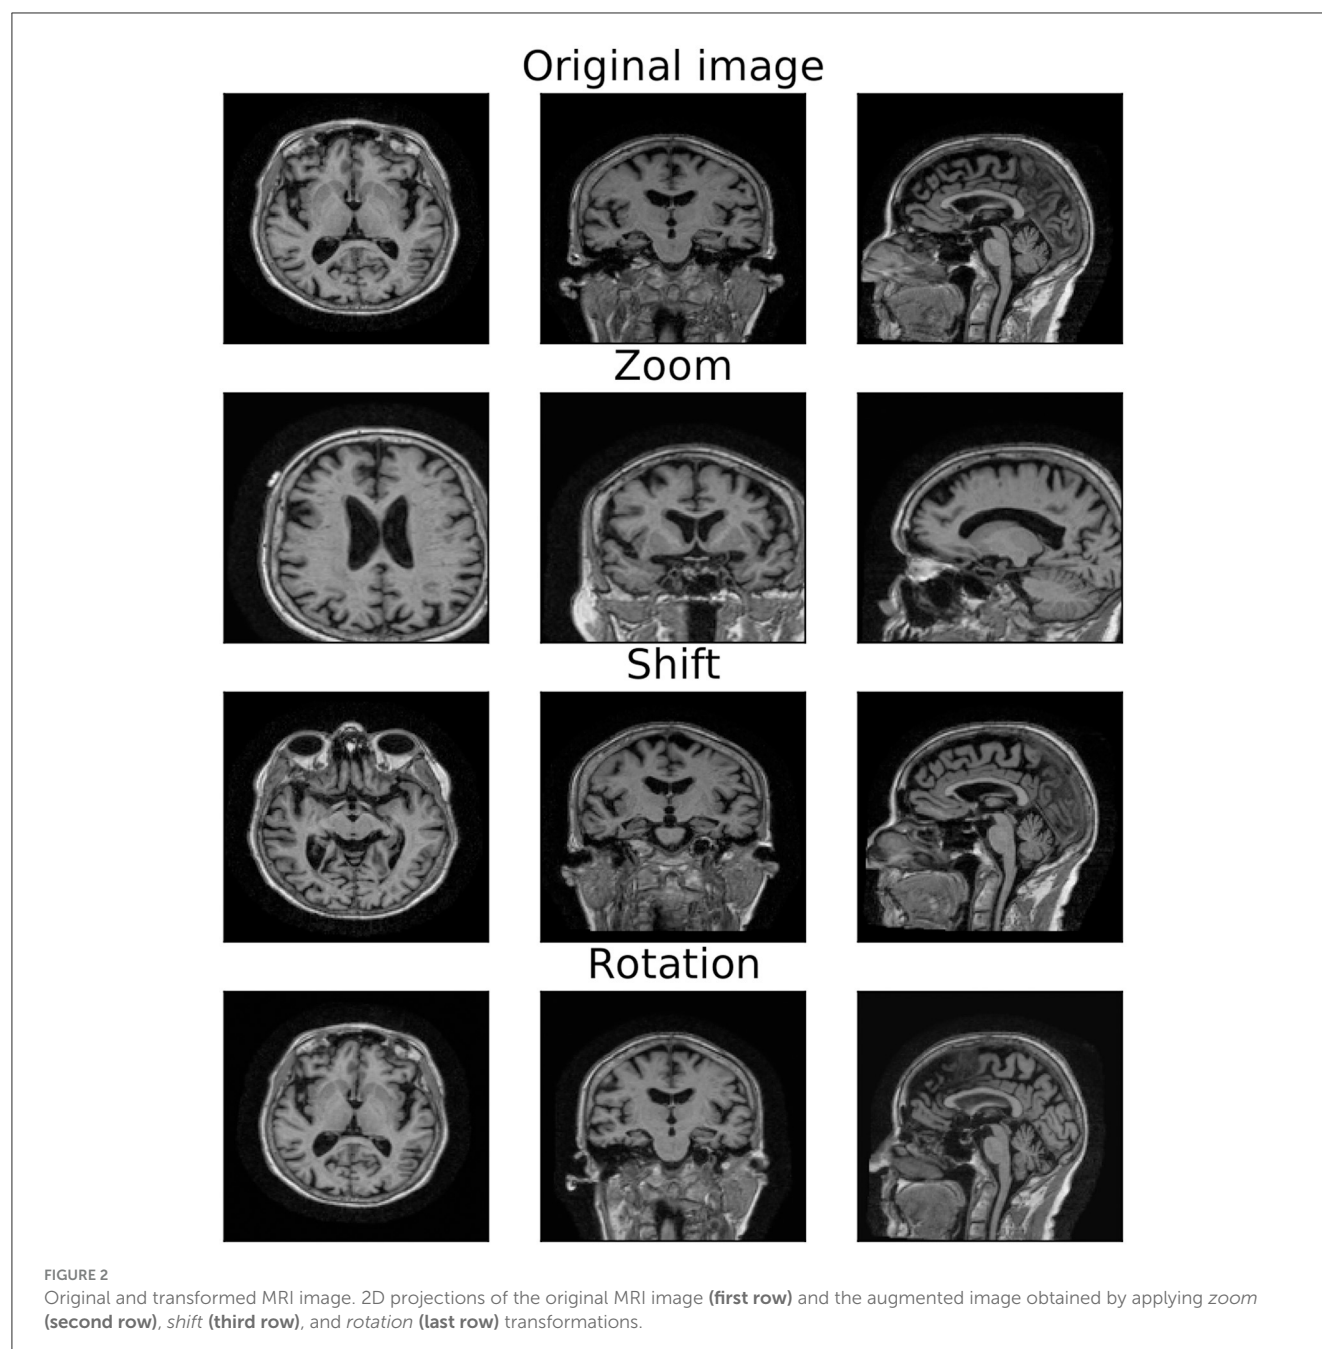 Original image
Zoom
Shift
Rotation
FIGURE 2
Original and transformed MRI image. 2D projections of the original MRI image (first row) and the augmented image obtained by applying zoom
(second row), shift (third row), and rotation (last row) transformations.